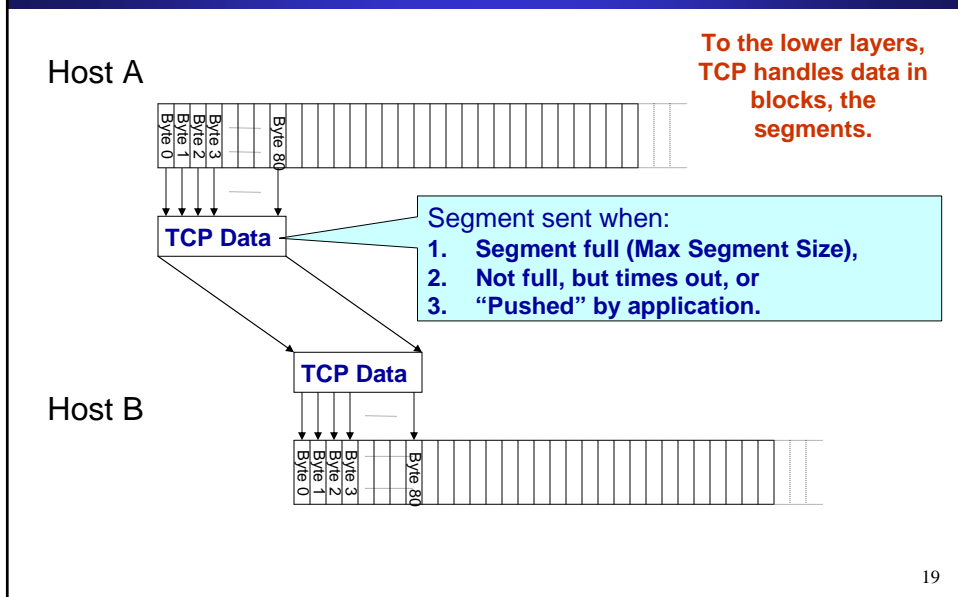 To the lower layers,
TCP handles data in
blocks, the
segments.
Host A
Byte 0
Byte 1
Byte 2
Byte 3
Byte 80
TCP Data
Segment sent when:
1. Segment full (Max Segment Size),
2. Not full, but times out, or
3. “Pushed” by application.
TCP Data
Host B
Byte 0
Byte 1
Byte 2
Byte 3
Byte 80
19